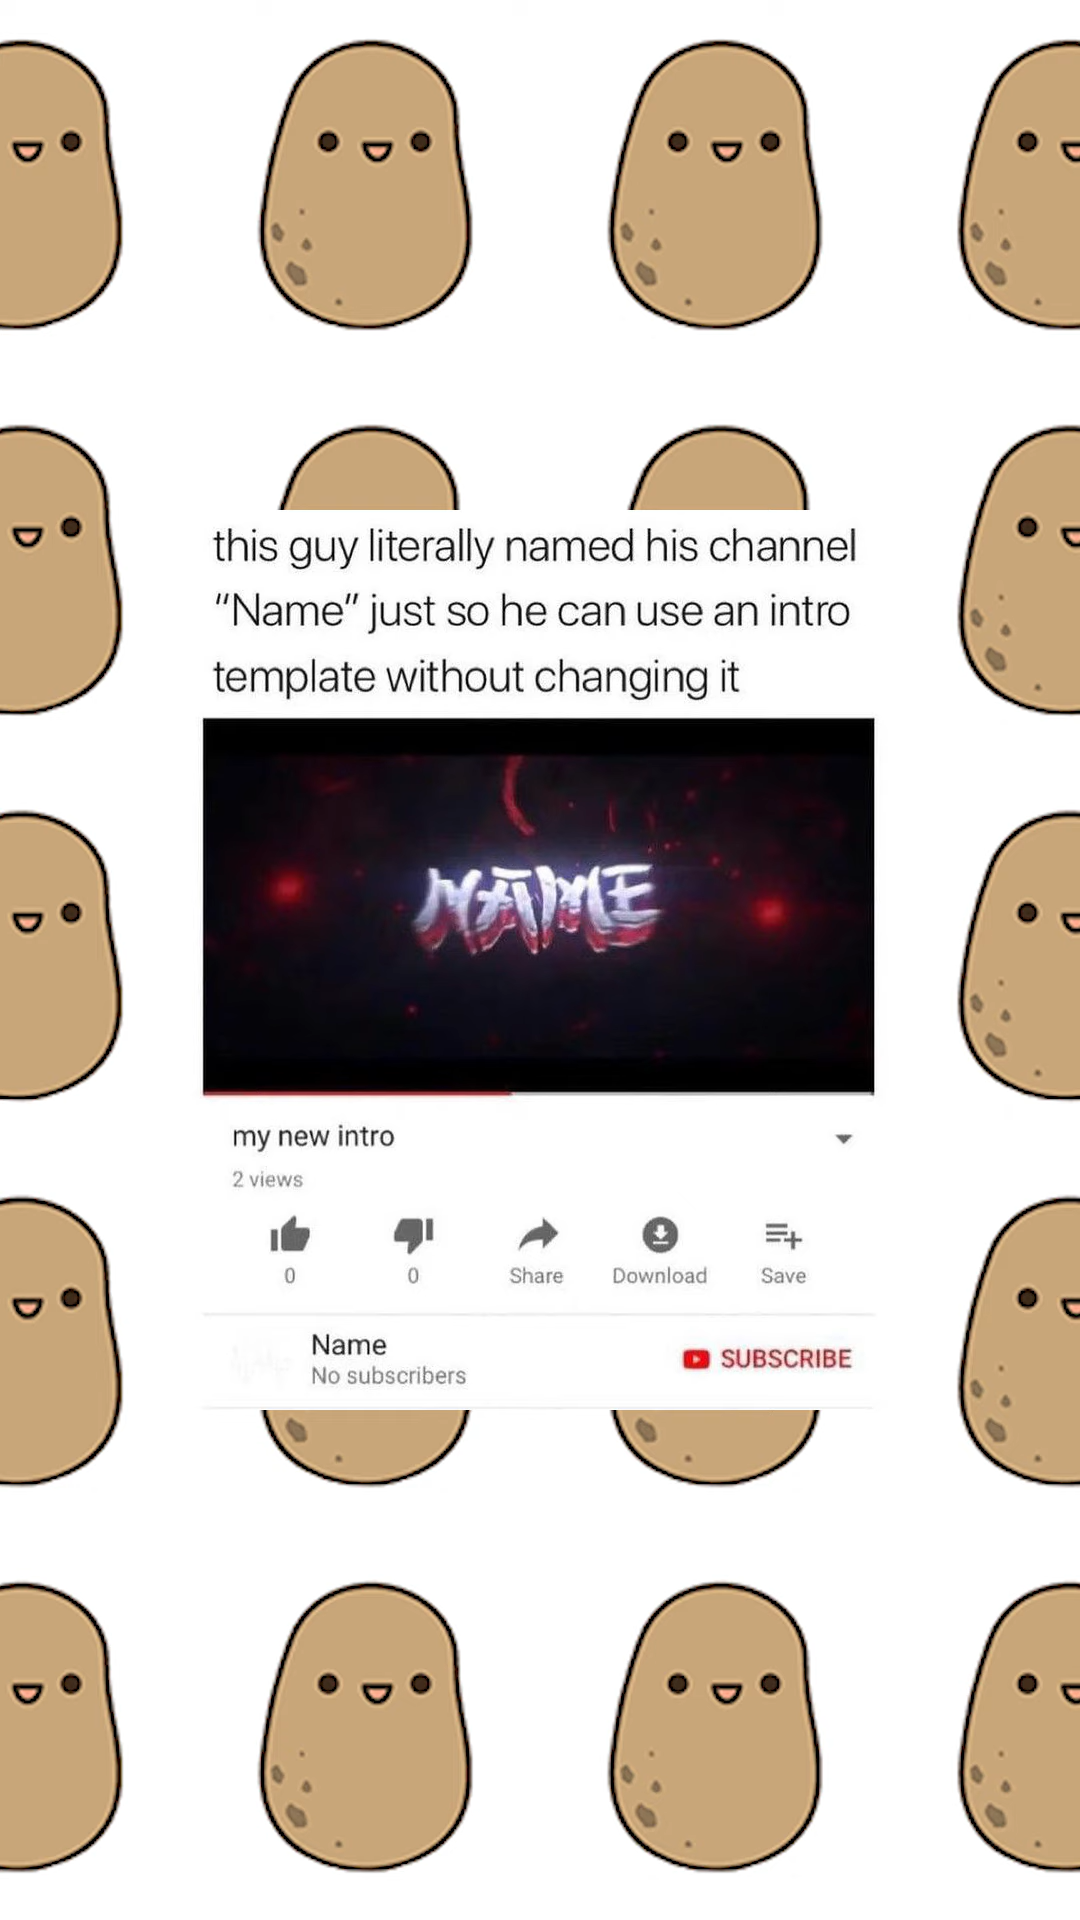 this guy literally named his channel
"Name" just so he can use an intro
template without changing it
NAME
my new intro
2 views
0 0 Share Download Save
Name
No subscribers
SUBSCRIBE